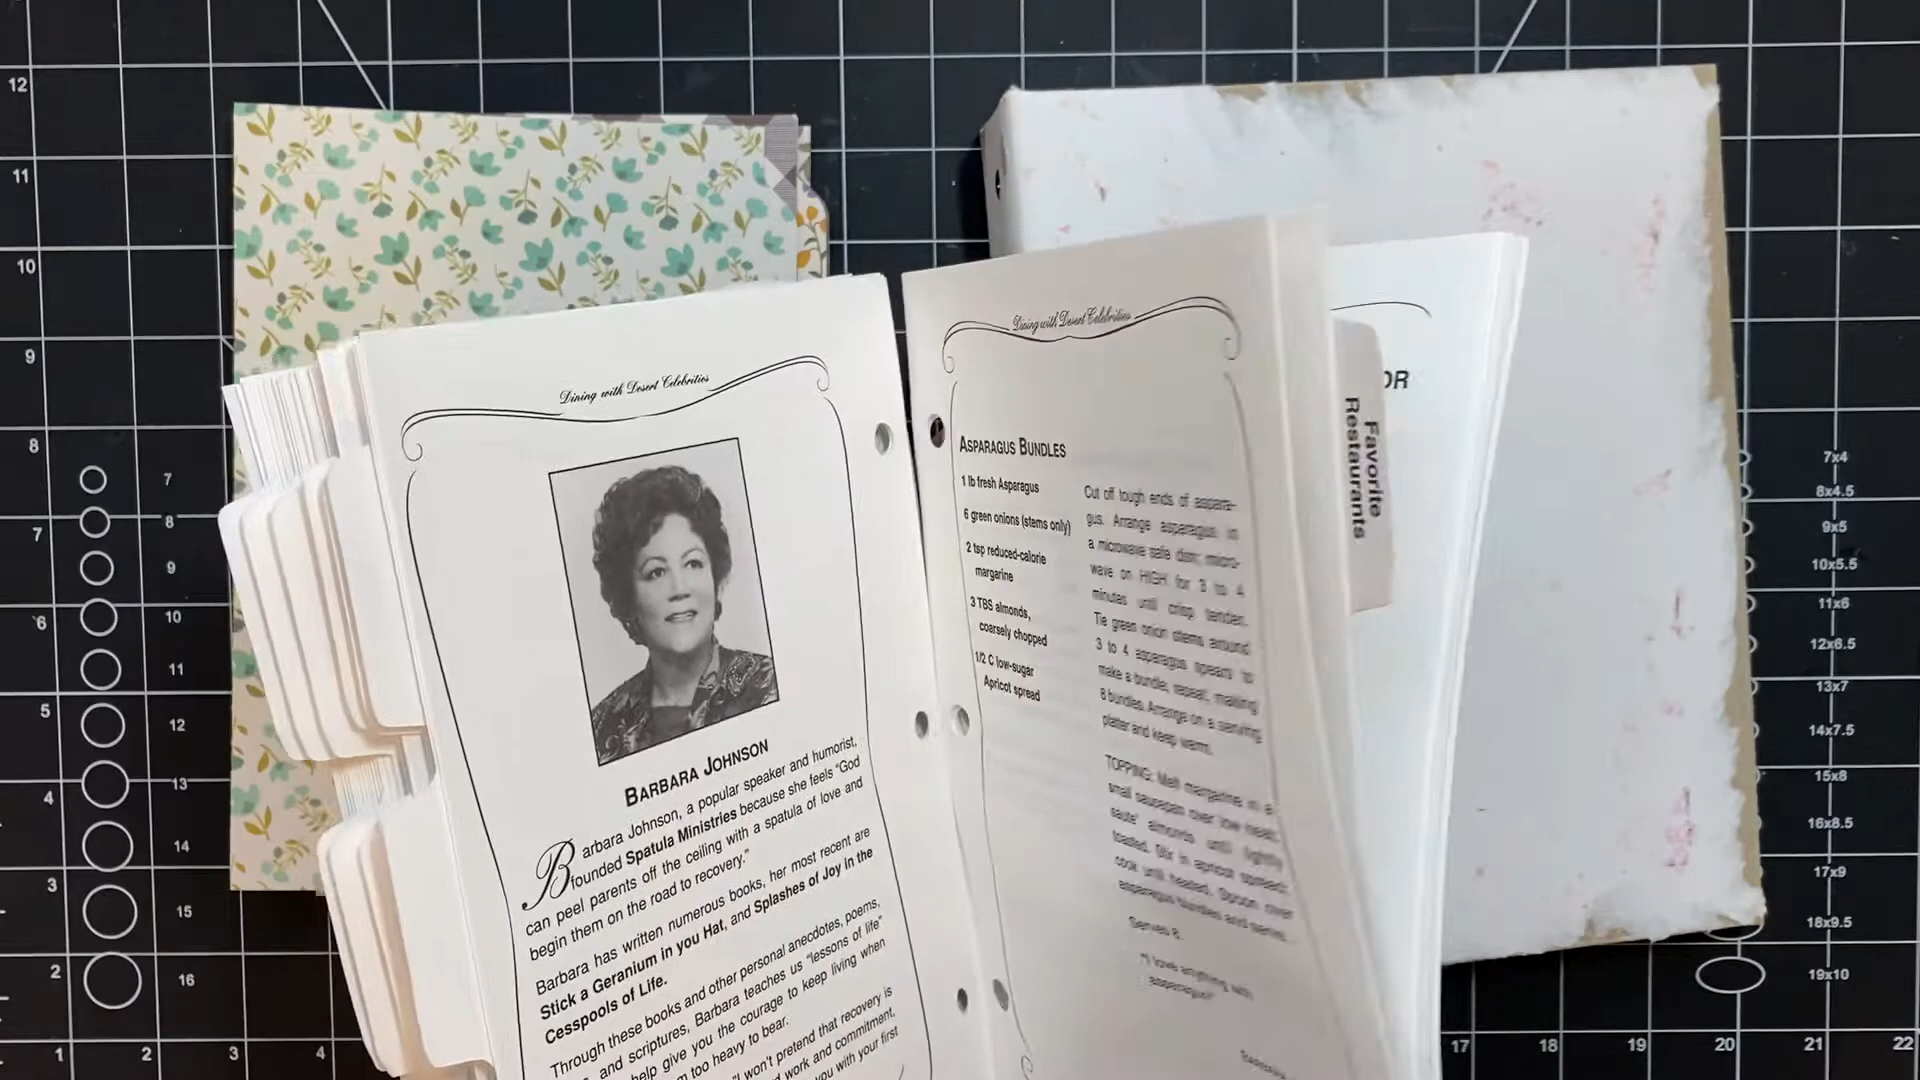 Dining with Desert Celebrities
BARBARA JOHNSON
Barbara Johnson, a popular speaker and humorist,
founded Spatula Ministries because she feels "God
can peel parents off the ceiling with a spatula of love and
begin them on the road to recovery."
Barbara has written numerous books, her most recent are
Stick a Geranium in you Hat, and Splashes of Joy in the
Cesspools of Life.
Through these books and other personal anecdotes, poems,
and scriptures, Barbara teaches us "lessons of life"
help give you the courage to keep living when
m too heavy to bear.
"I won't pretend that recovery is
d work and commitment,
you with your first
Dining with Desert Celebrities
ASPARAGUS BUNDLES
1 lb fresh Asparagus
6 green onions (stems only)
2 tsp reduced-calorie
margarine
3 TBS almonds,
coarsely chopped
1/2 C low-sugar
Apricot spread
Cut off tough ends of aspara-
gus. Arrange asparagus in
a microwave safe dish; micro-
wave on HIGH for 3 to 4
minutes until crisp tender.
Tie green onion stems around
3 to 4 asparagus spears to
make a bundle, repeat, making
8 bundles. Arrange on a serving
platter and keep warm.
TOPPING: Melt margarine in a
small saucepan over low heat;
saute' almonds until lightly
toasted. Stir in apricot spread;
cook until heated. Spoon over
asparagus bundles and serve.
Serves 8.
"I love anything with
asparagus!"
Favorite
Restaurants
OR
12
11
10
9
8
7
6
5
4
3
2
1
2
3
4
7
8
9
10
11
12
13
14
15
16
7x4
8x4.5
9x5
10x5.5
11x6
12x6.5
13x7
14x7.5
15x8
16x8.5
17x9
18x9.5
19x10
17
18
19
20
21
22